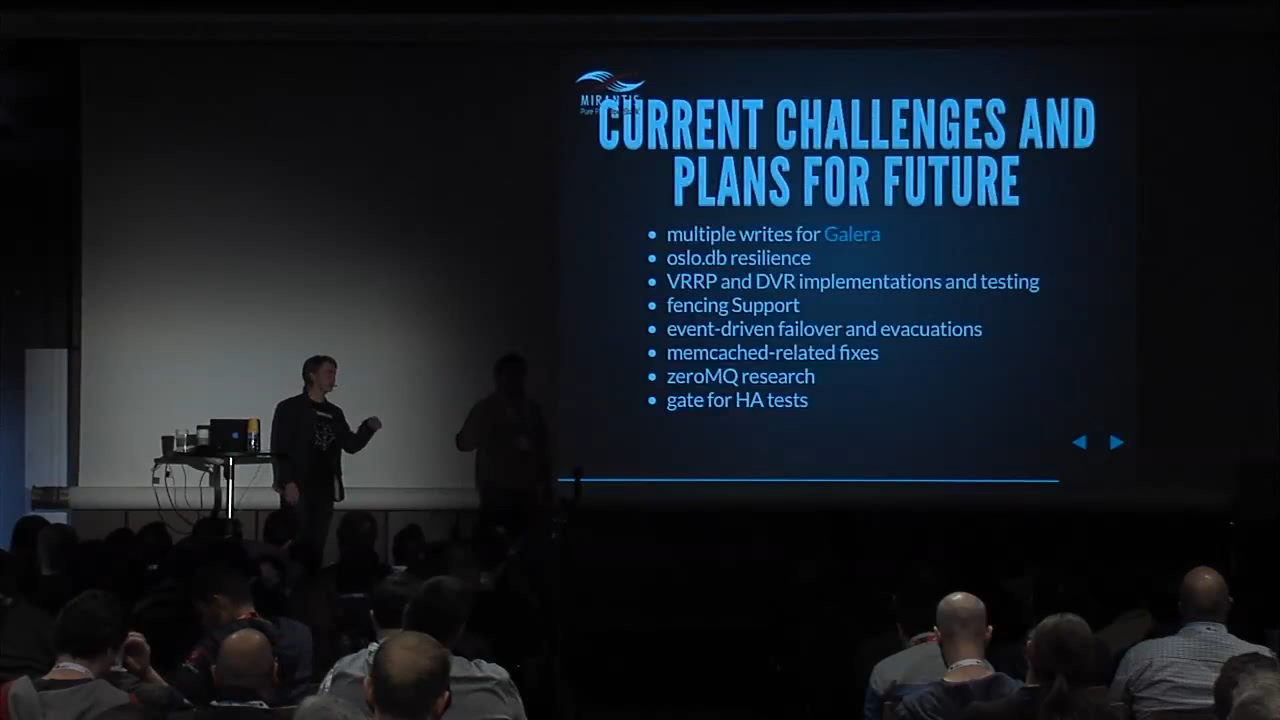 MIRANTIS
CURRENT CHALLENGES AND
PLANS FOR FUTURE
multiple writes for Galera
oslo.db resilience
VRRP and DVR implementations and testing
fencing Support
event-driven failover and evacuations
memcached-related fixes
zeroMQ research
gate for HA tests